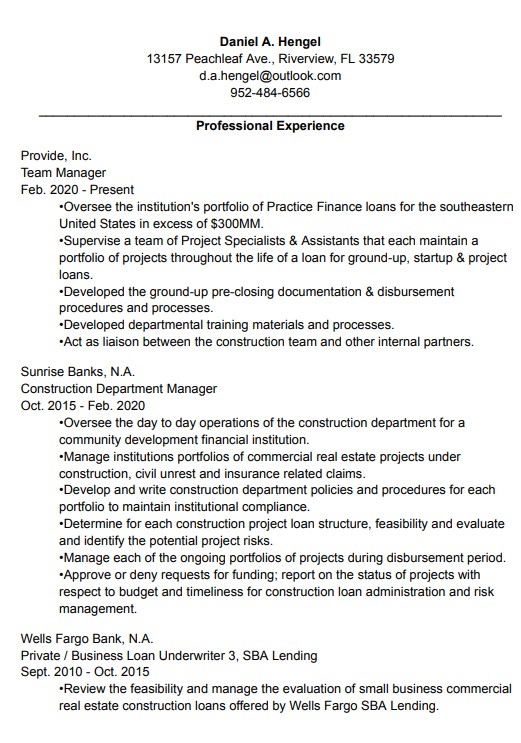 Daniel A. Hengel
13157 Peachleaf Ave., Riverview, FL 33579
d.a.hengel@outlook.com
952-484-6566
Professional Experience
Provide, Inc.
Team Manager
Feb. 2020 - Present
•Oversee the institution's portfolio of Practice Finance loans for the southeastern
United States in excess of $300MM.
•Supervise a team of Project Specialists & Assistants that each maintain a
portfolio of projects throughout the life of a loan for ground-up, startup & project
loans.
•Developed the ground-up pre-closing documentation & disbursement
procedures and processes.
•Developed departmental training materials and processes.
•Act as liaison between the construction team and other internal partners.
Sunrise Banks, N.A.
Construction Department Manager
Oct. 2015 - Feb. 2020
•Oversee the day to day operations of the construction department for a
community development financial institution.
•Manage institutions portfolios of commercial real estate projects under
construction, civil unrest and insurance related claims.
•Develop and write construction department policies and procedures for each
portfolio to maintain institutional compliance.
•Determine for each construction project loan structure, feasibility and evaluate
and identify the potential project risks.
•Manage each of the ongoing portfolios of projects during disbursement period.
•Approve or deny requests for funding; report on the status of projects with
respect to budget and timeliness for construction loan administration and risk
management.
Wells Fargo Bank, N.A.
Private / Business Loan Underwriter 3, SBA Lending
Sept. 2010 - Oct. 2015
•Review the feasibility and manage the evaluation of small business commercial
real estate construction loans offered by Wells Fargo SBA Lending.